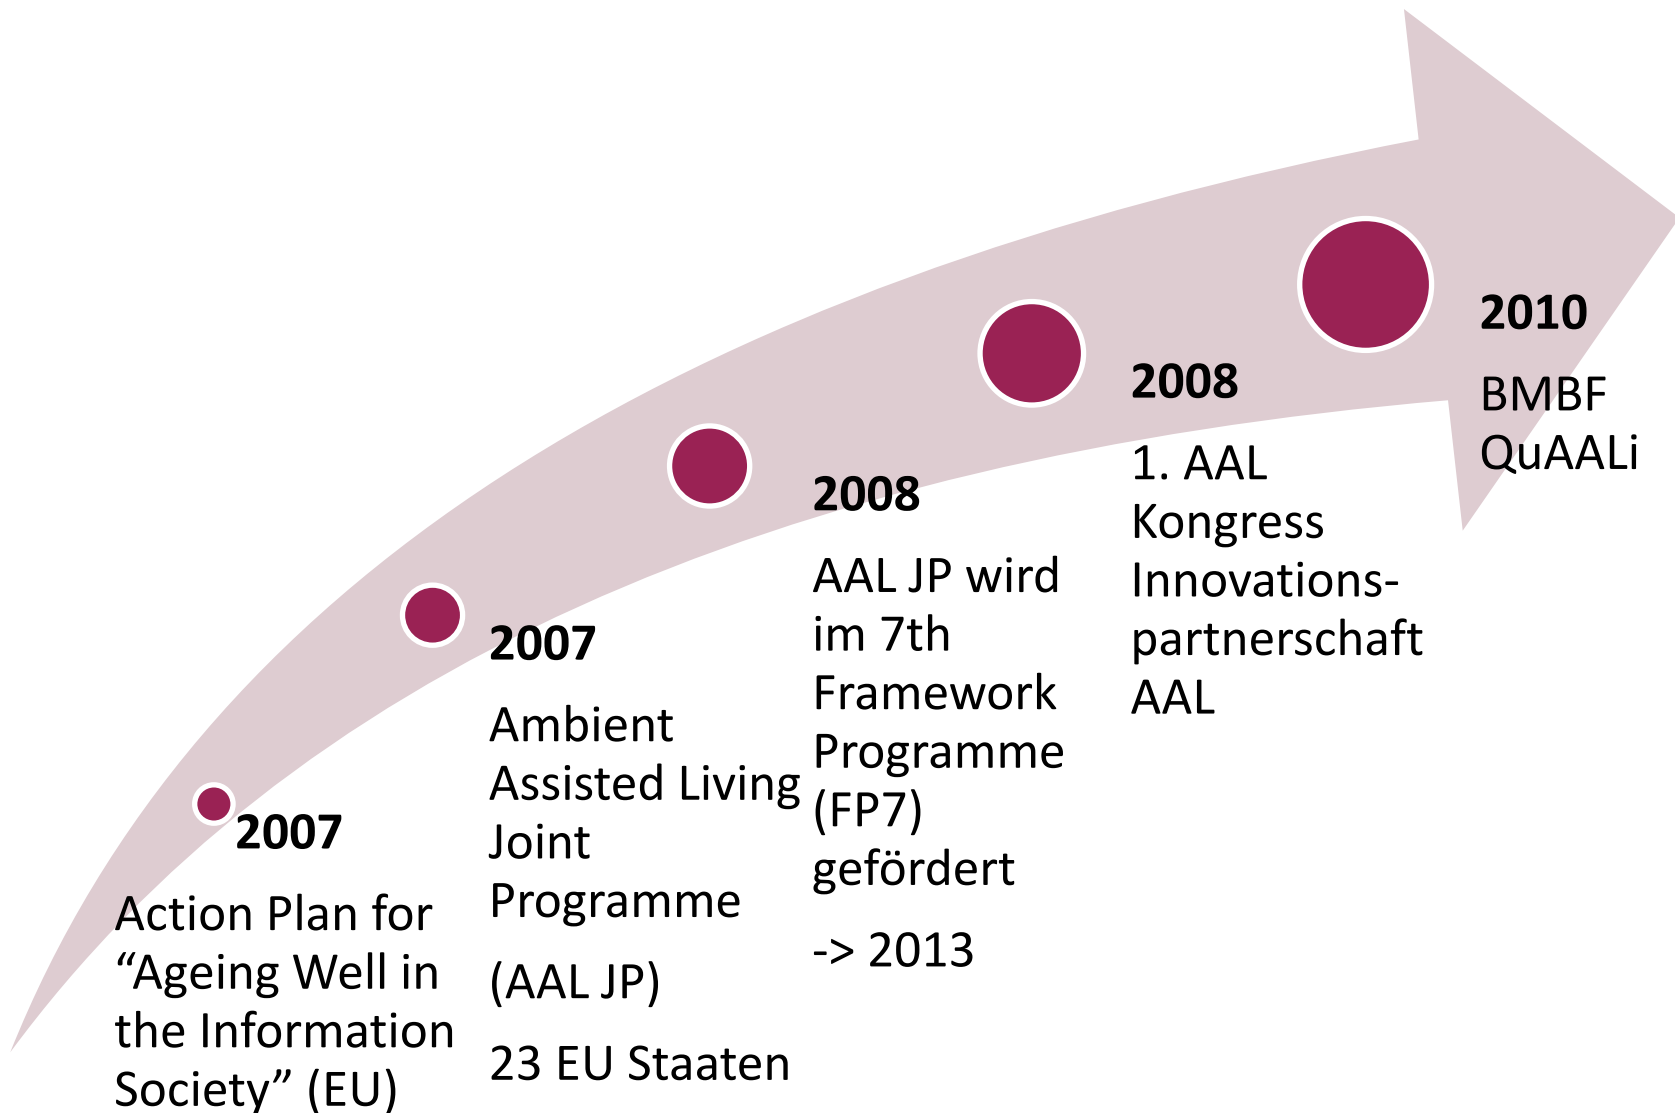 2007
Action Plan for
“Ageing Well in
the Information
Society” (EU)
2007
Ambient
Assisted Living
Joint
Programme
(AAL JP)
23 EU Staaten
2008
AAL JP wird
im 7th
Framework
Programme
(FP7)
gefördert
-> 2013
2008
1. AAL
Kongress
Innovations-
partnerschaft
AAL
2010
BMBF
QuAALi